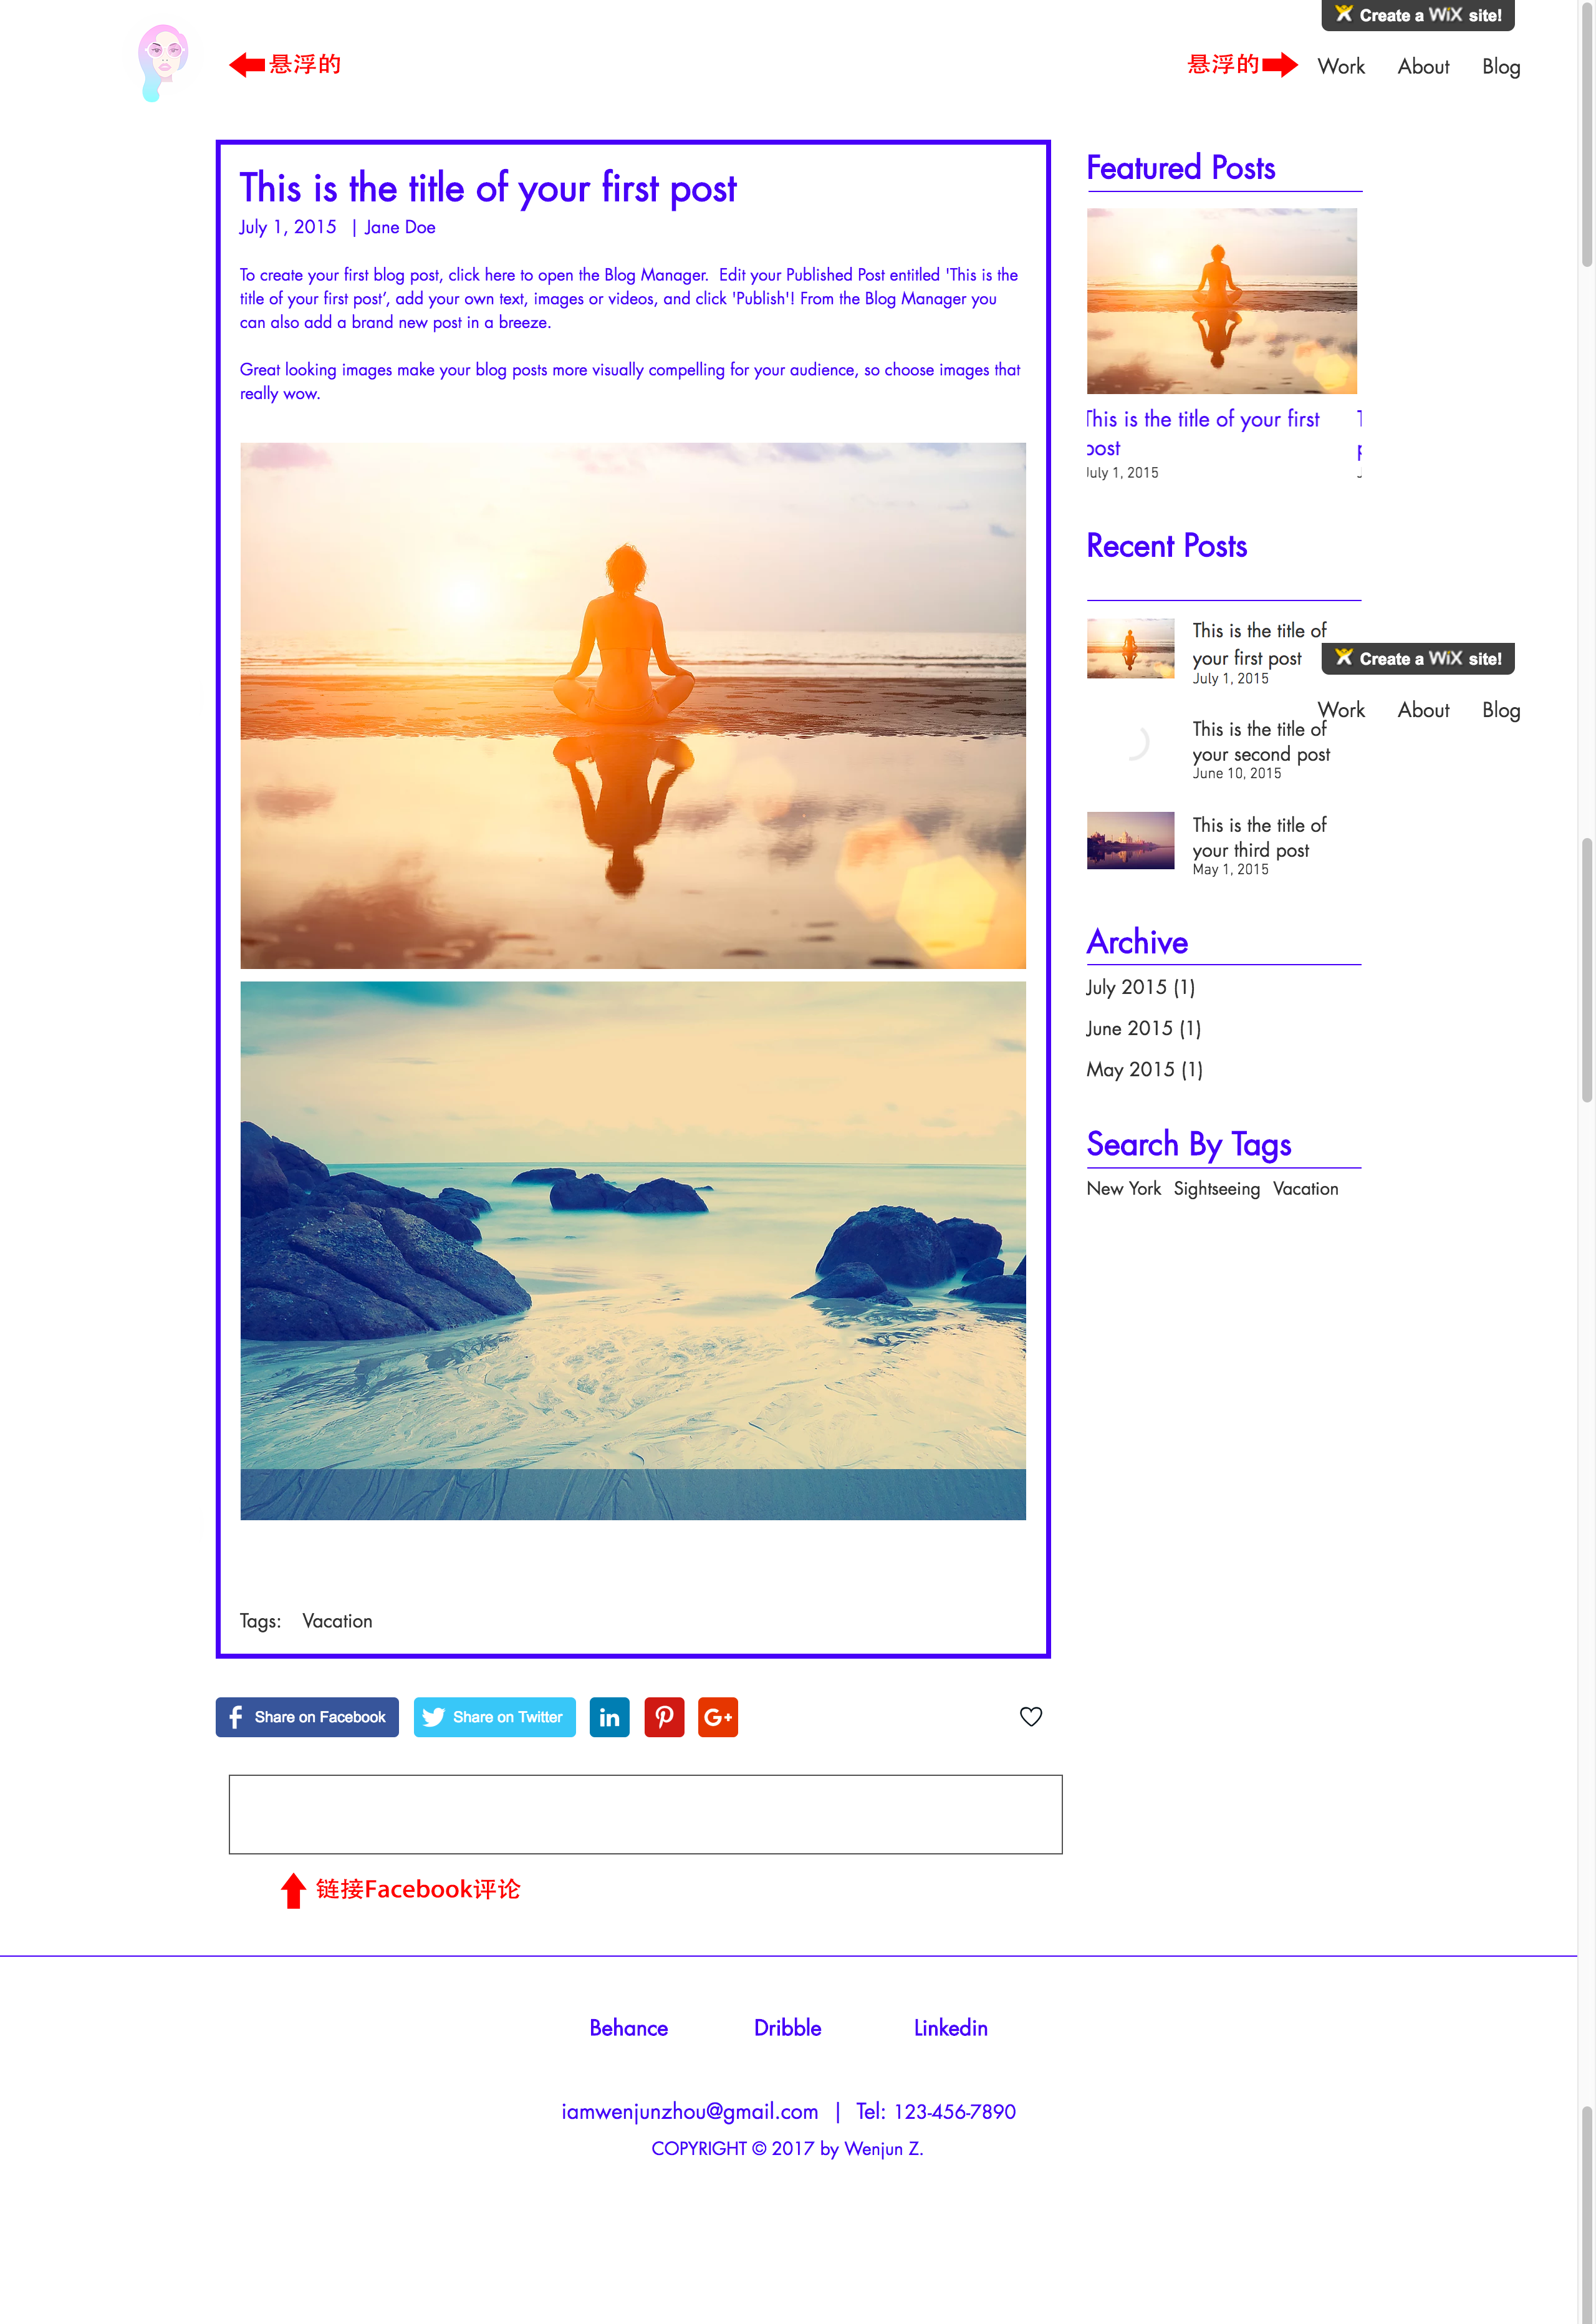 Create a WiX site!
悬浮的
悬浮的
Work About Blog
This is the title of your first post
July 1, 2015 | Jane Doe
To create your first blog post, click here to open the Blog Manager. Edit your Published Post entitled 'This is the
title of your first post’, add your own text, images or videos, and click 'Publish'! From the Blog Manager you
can also add a brand new post in a breeze.
Great looking images make your blog posts more visually compelling for your audience, so choose images that
really wow.
Tags: Vacation
Featured Posts
This is the title of your first
post
July 1, 2015
Recent Posts
This is the title of
your first post
July 1, 2015
Create a WiX site!
Work About Blog
This is the title of
your second post
June 10, 2015
This is the title of
your third post
May 1, 2015
Archive
July 2015 (1)
June 2015 (1)
May 2015 (1)
Search By Tags
New York Sightseeing Vacation
Share on Facebook
Share on Twitter
in
G+
链接Facebook评论
Behance Dribble Linkedin
iamwenjunzhou@gmail.com | Tel: 123-456-7890
COPYRIGHT © 2017 by Wenjun Z.